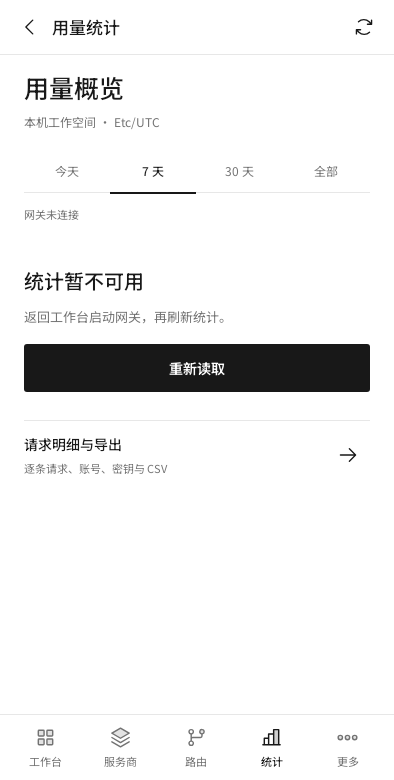 用量统计
用量概览
本机工作空间 · Etc/UTC
今天 7 天 30 天 全部
网关未连接
统计暂不可用
返回工作台启动网关，再刷新统计。
重新读取
请求明细与导出
逐条请求、账号、密钥与 CSV
工作台 服务商 路由 统计 更多